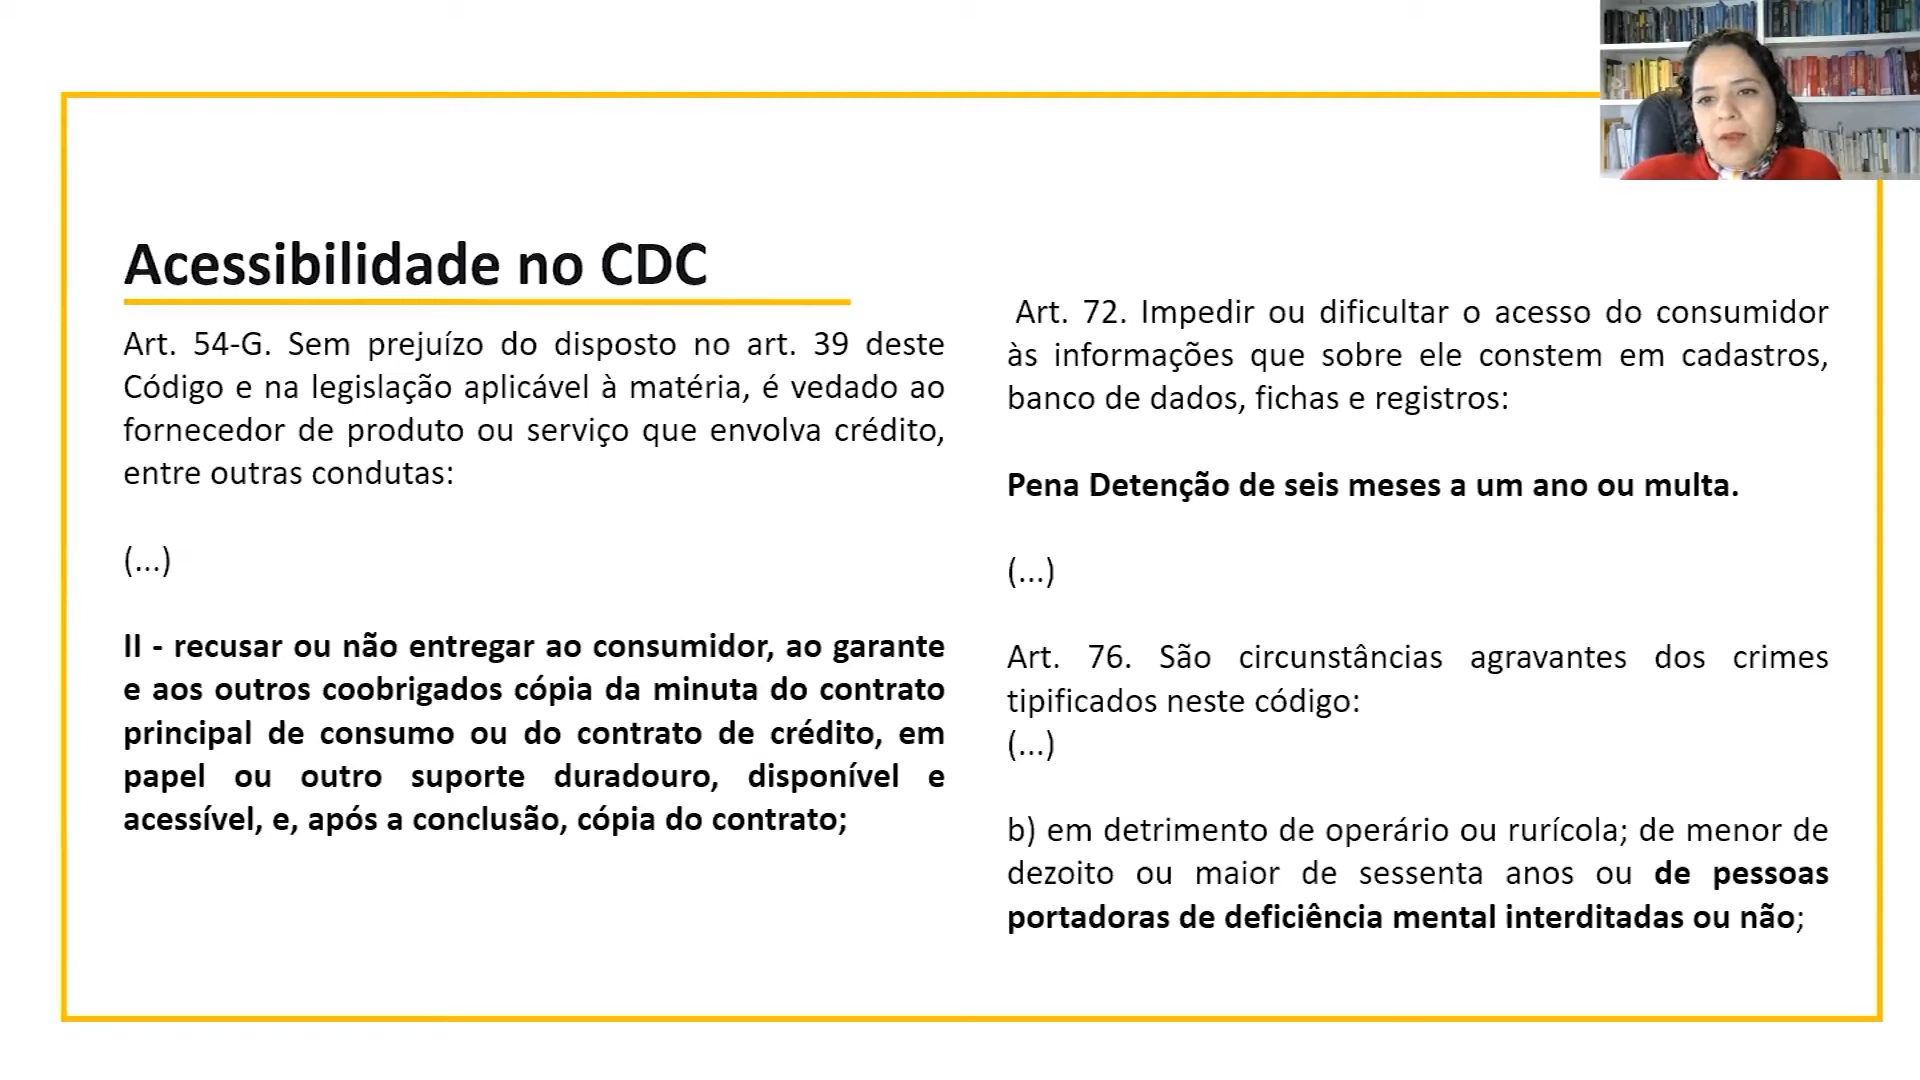 Acessibilidade no CDC
Art. 54-G. Sem prejuízo do disposto no art. 39 deste
Código e na legislação aplicável à matéria, é vedado ao
fornecedor de produto ou serviço que envolva crédito,
entre outras condutas:
(...)
II - recusar ou não entregar ao consumidor, ao garante
e aos outros coobrigados cópia da minuta do contrato
principal de consumo ou do contrato de crédito, em
papel ou outro suporte duradouro, disponível e
acessível, e, após a conclusão, cópia do contrato;
Art. 72. Impedir ou dificultar o acesso do consumidor
às informações que sobre ele constem em cadastros,
banco de dados, fichas e registros:
Pena Detenção de seis meses a um ano ou multa.
(...)
Art. 76. São circunstâncias agravantes dos crimes
tipificados neste código:
(...)
b) em detrimento de operário ou rurícola; de menor de
dezoito ou maior de sessenta anos ou de pessoas
portadoras de deficiência mental interditadas ou não;